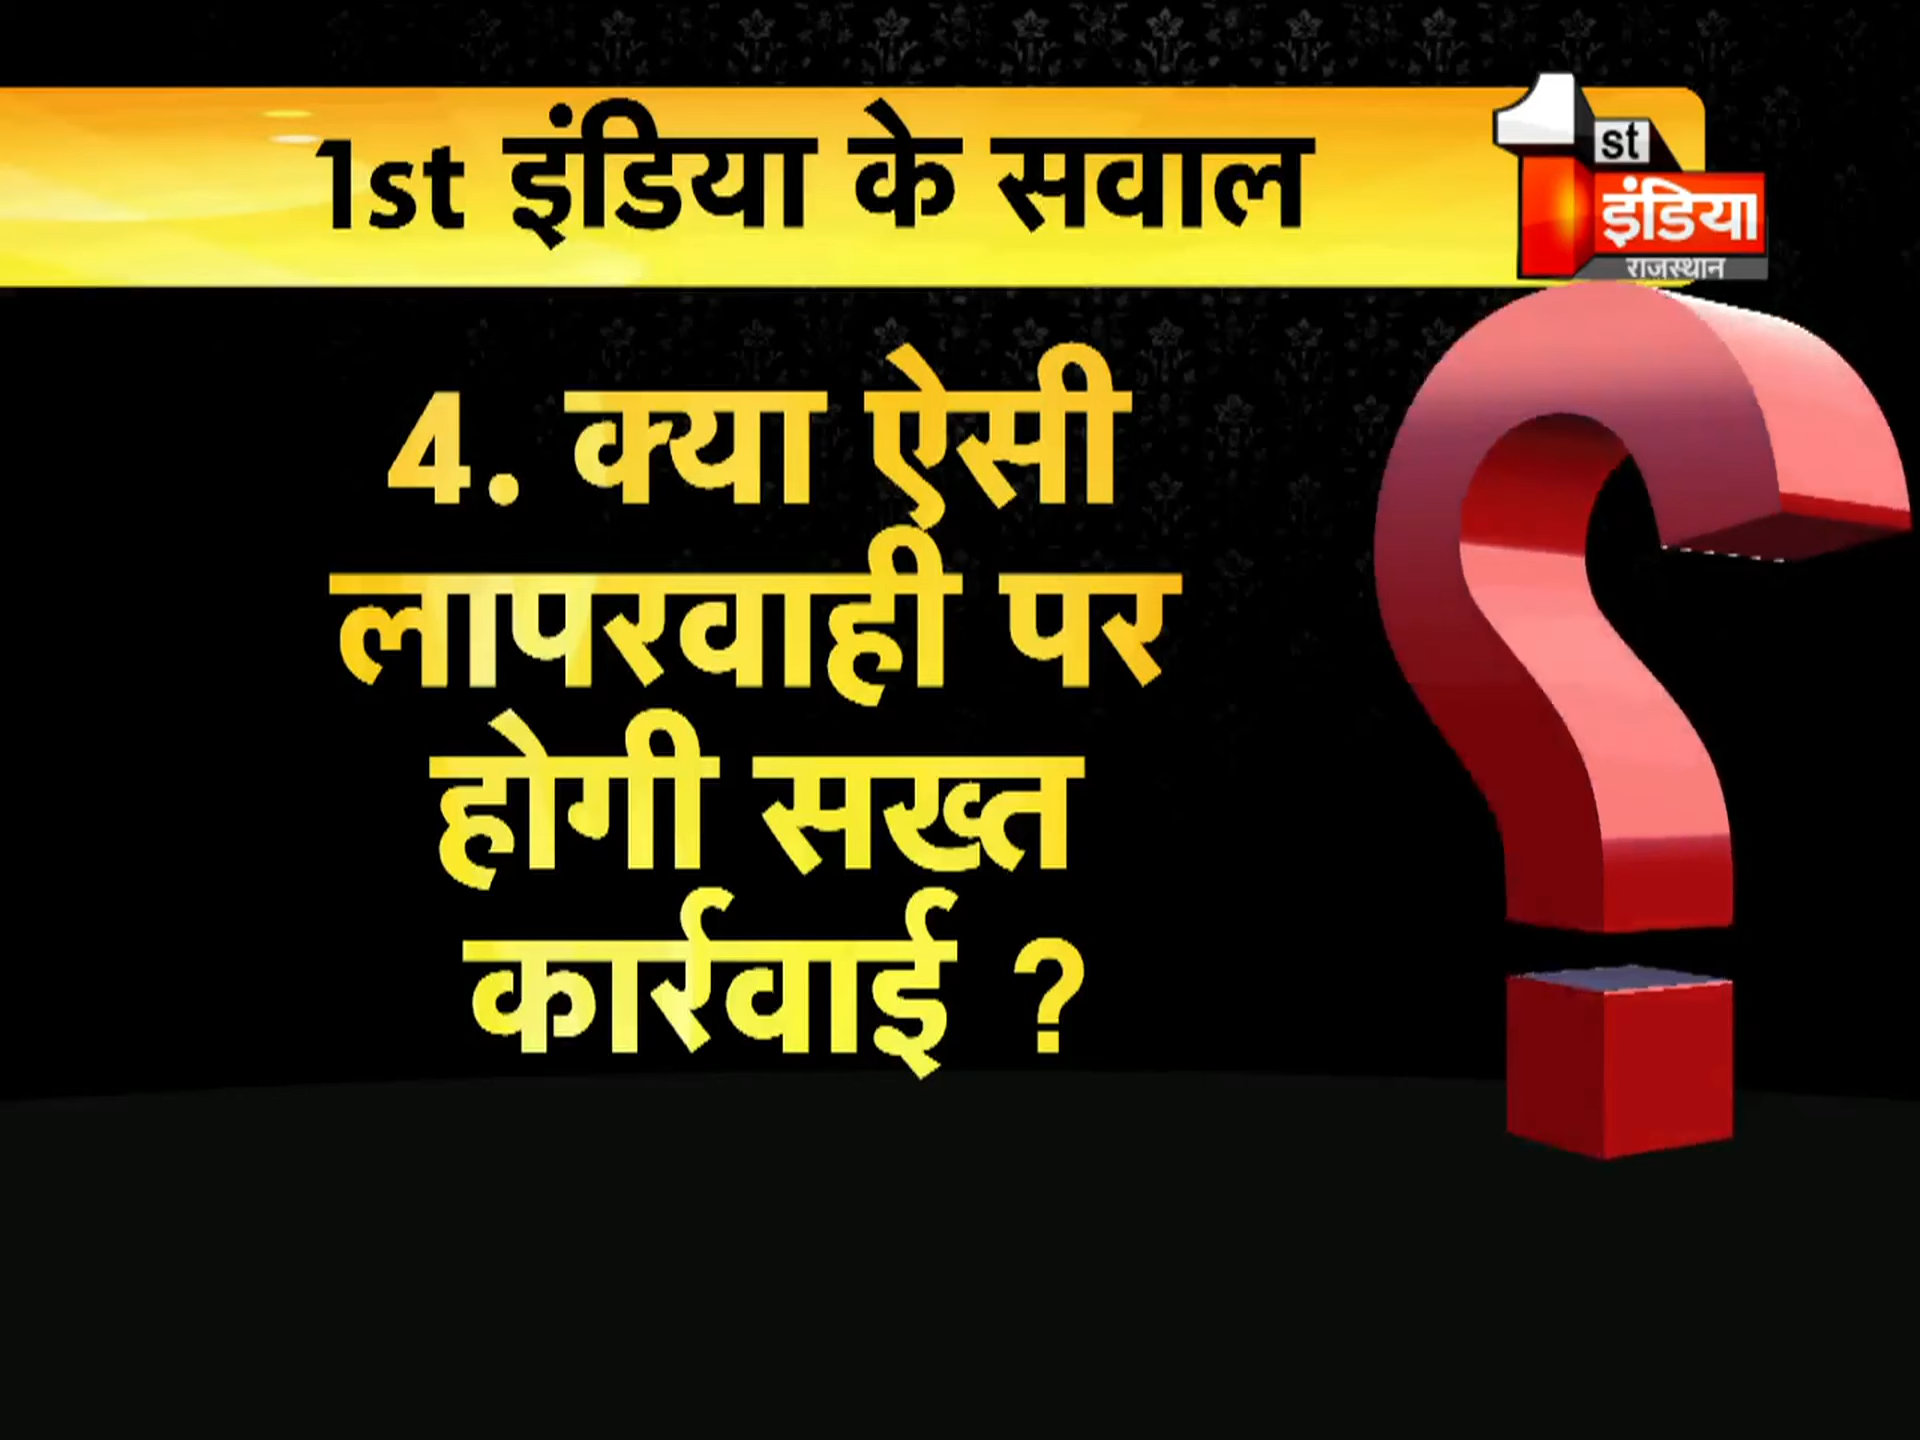 1st इंडिया के सवाल
1st
इंडिया
राजस्थान
4. क्या ऐसी
लापरवाही पर
होगी सख्त
कार्रवाई ?